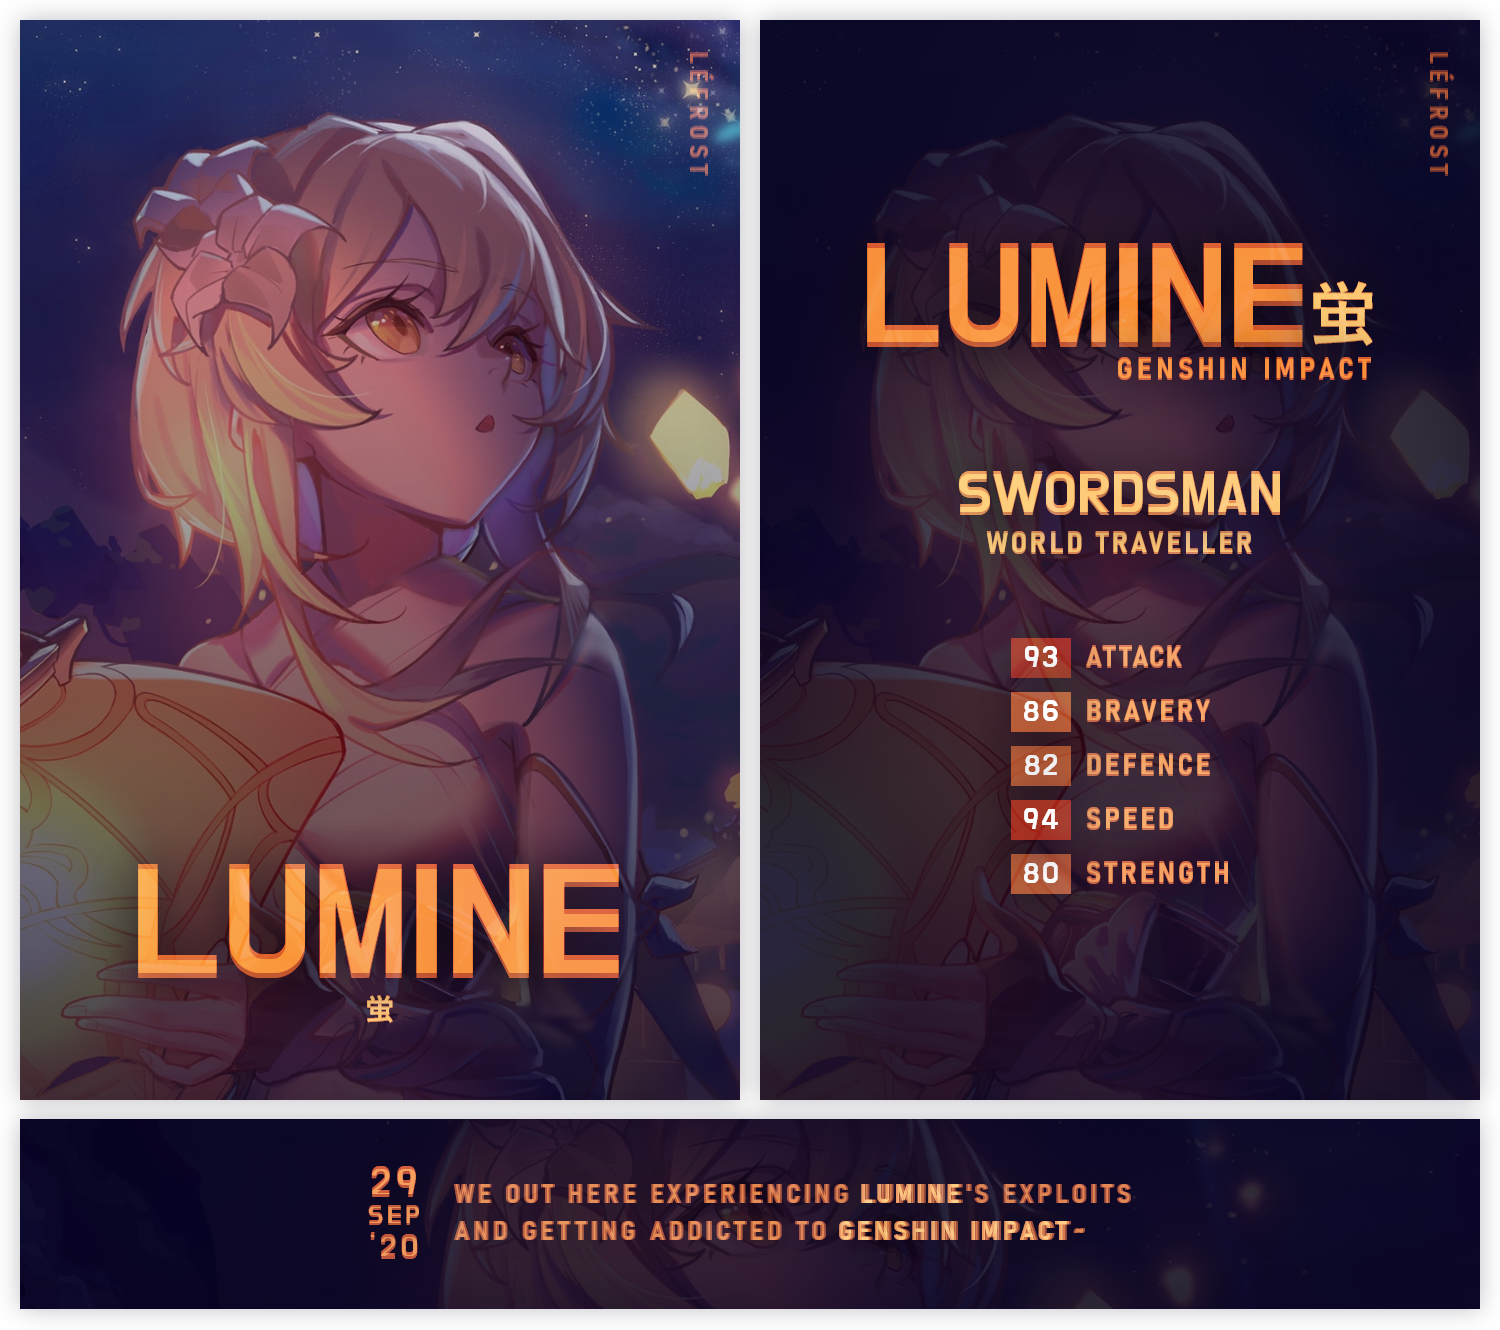 LÉFROST
LUMINE
蛍
LÉFROST
LUMINE蛍
GENSHIN IMPACT
SWORDSMAN
WORLD TRAVELLER
93 ATTACK
86 BRAVERY
82 DEFENCE
94 SPEED
80 STRENGTH
29
SEP
'20
WE OUT HERE EXPERIENCING LUMINE'S EXPLOITS
AND GETTING ADDICTED TO GENSHIN IMPACT~